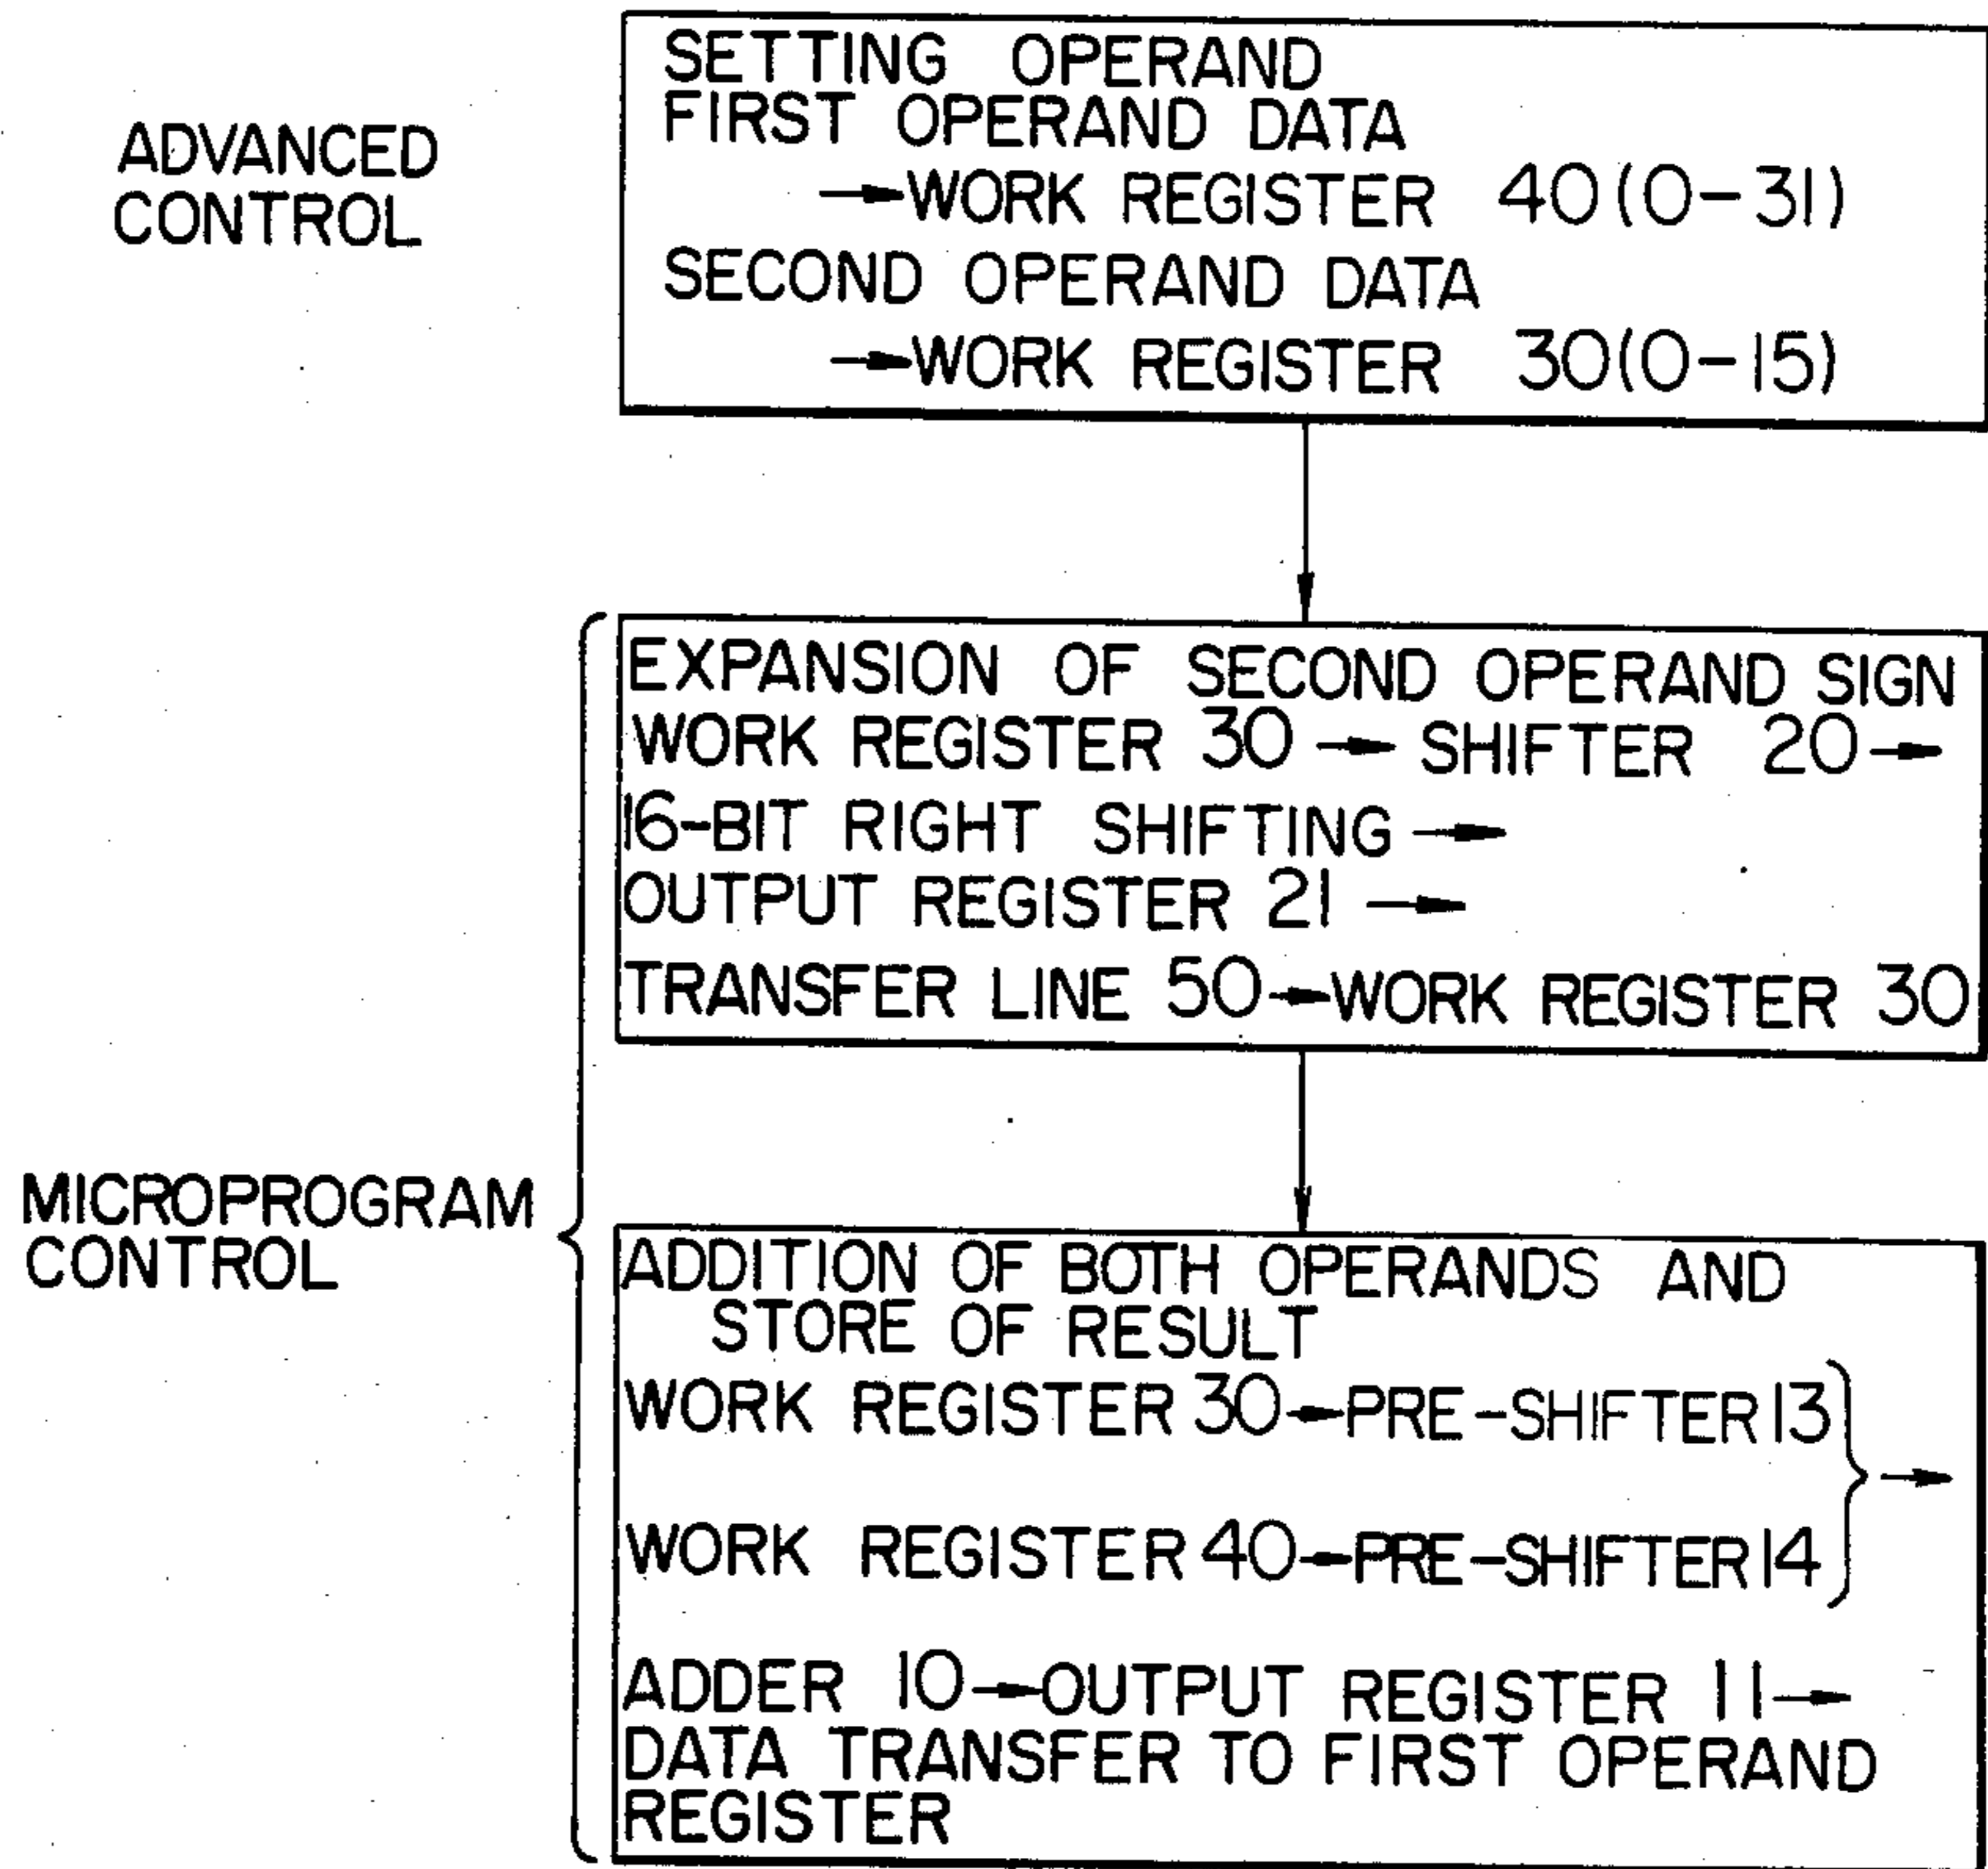 ADVANCED
CONTROL
SETTING OPERAND
FIRST OPERAND DATA
→WORK REGISTER 40(0-31)
SECOND OPERAND DATA
→WORK REGISTER 30(0-15)
MICROPROGRAM
CONTROL
EXPANSION OF SECOND OPERAND SIGN
WORK REGISTER 30→SHIFTER 20→
16-BIT RIGHT SHIFTING→
OUTPUT REGISTER 21→
TRANSFER LINE 50→WORK REGISTER 30
ADDITION OF BOTH OPERANDS AND
STORE OF RESULT
WORK REGISTER 30→PRE-SHIFTER 13
→
WORK REGISTER 40→PRE-SHIFTER 14
ADDER 10→OUTPUT REGISTER 11→
DATA TRANSFER TO FIRST OPERAND
REGISTER